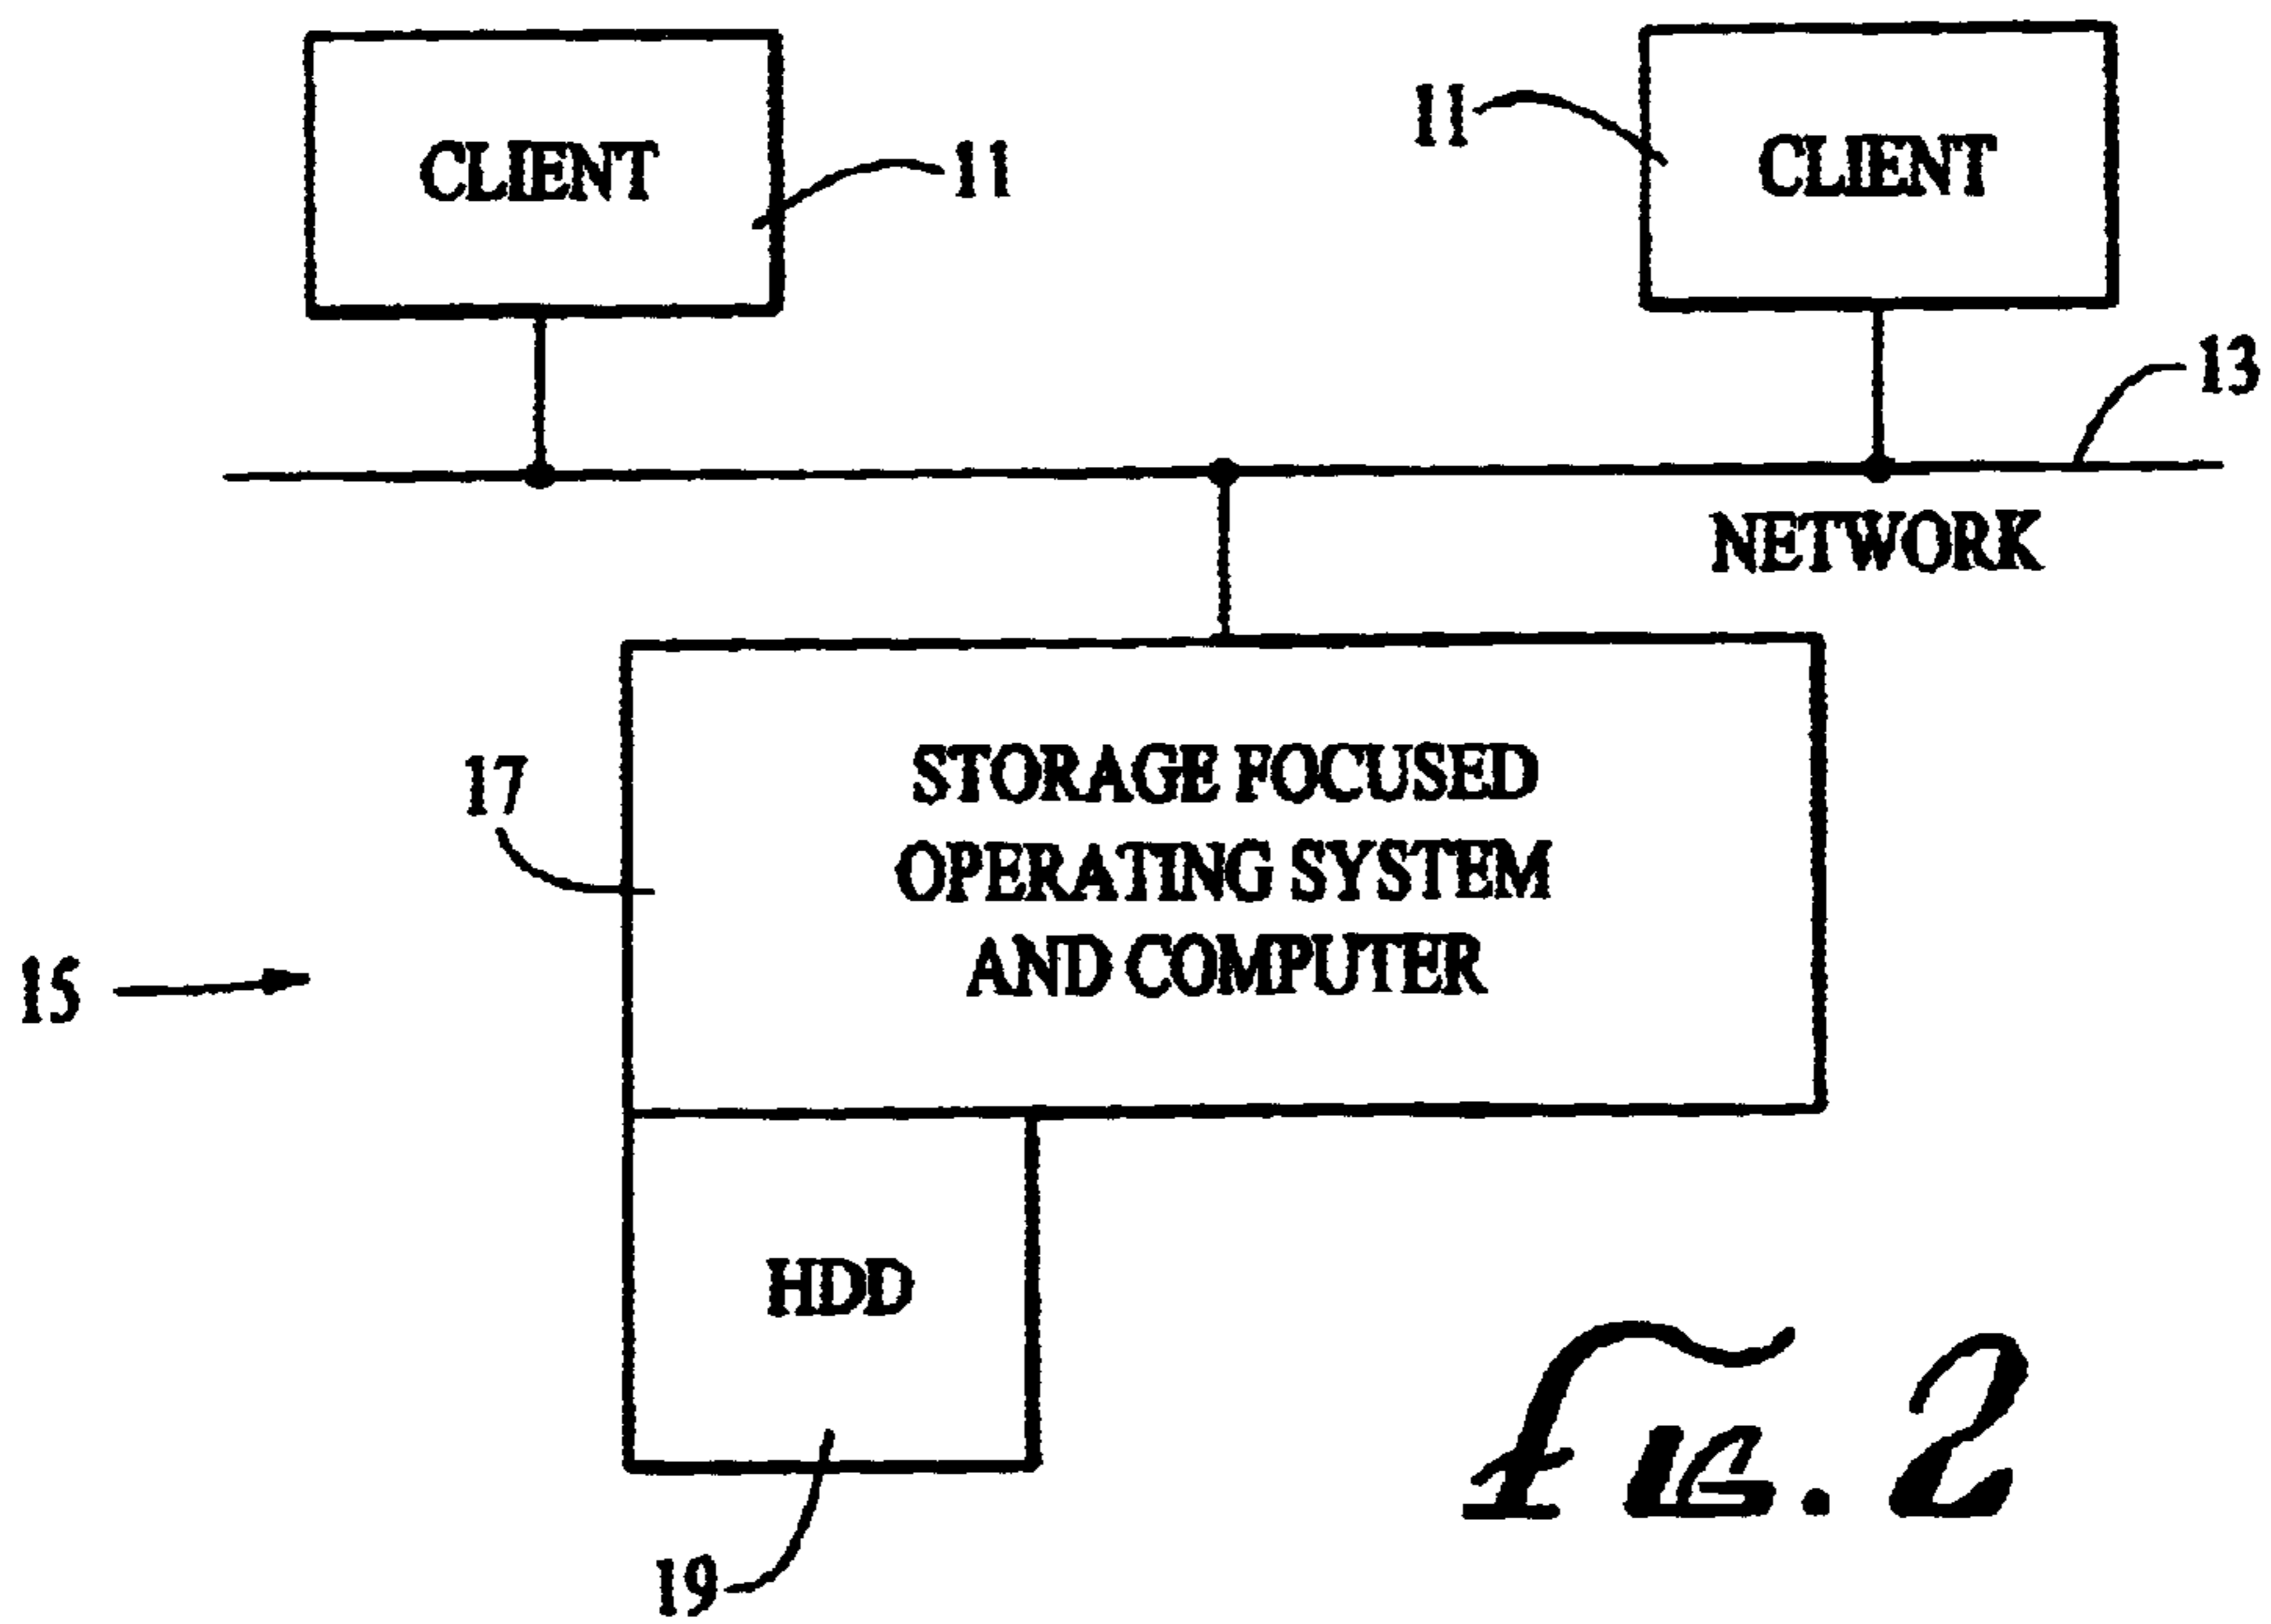 CLIENT
11
11
CLIENT
13
NETWORK
17
STORAGE FOCUSED
OPERATING SYSTEM
AND COMPUTER
15
HDD
19
FIG. 2